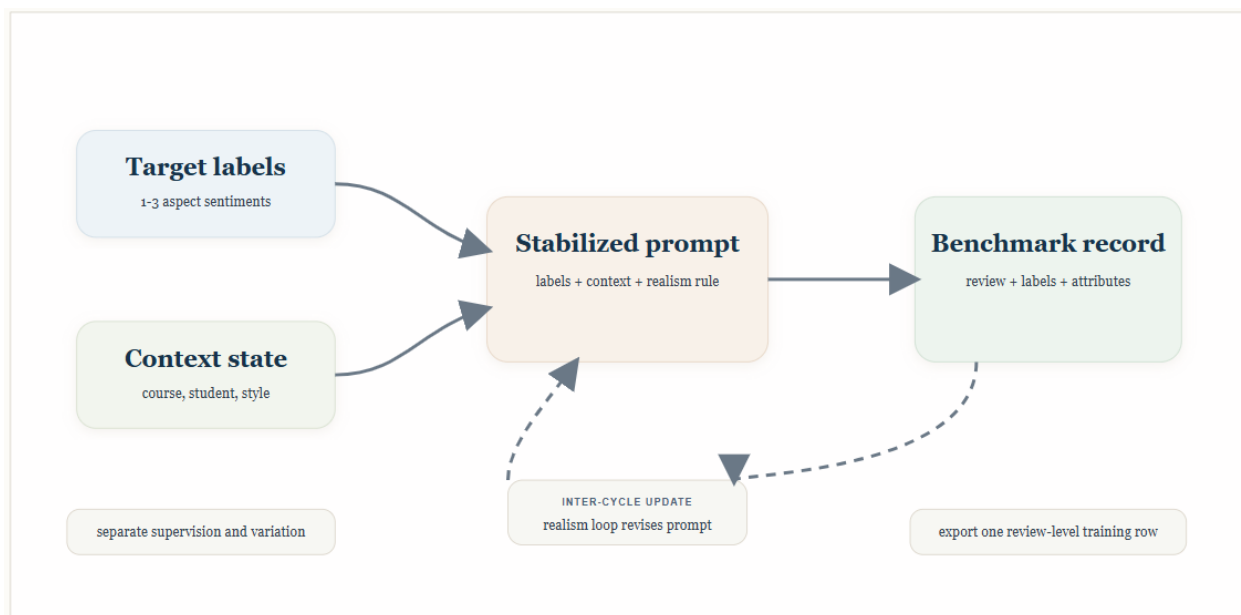 Target labels
1-3 aspect sentiments
Context state
course, student, style
separate supervision and variation
Stabilized prompt
labels + context + realism rule
INTER-CYCLE UPDATE
realism loop revises prompt
Benchmark record
review + labels + attributes
export one review-level training row